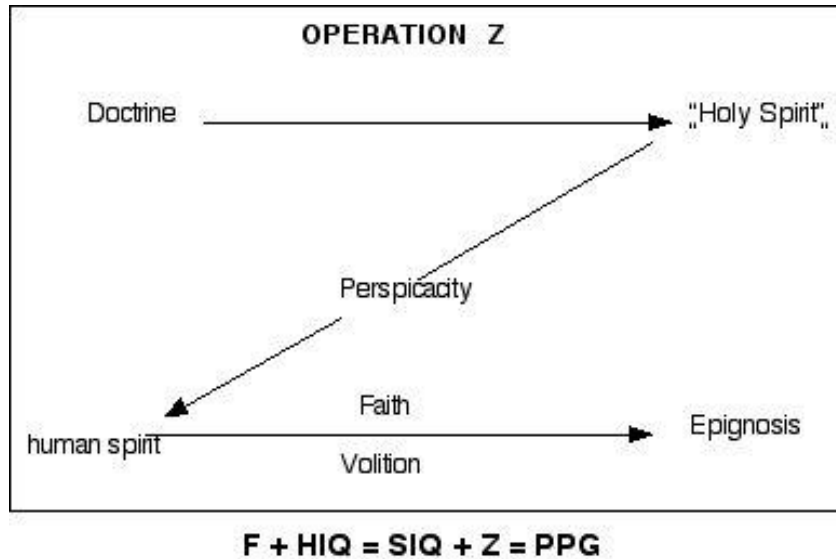 OPERATION Z
Doctrine
"Holy Spirit"
Perspicacity
Faith
human spirit
Epignosis
Volition
F + HIQ = SIQ + Z = PPG